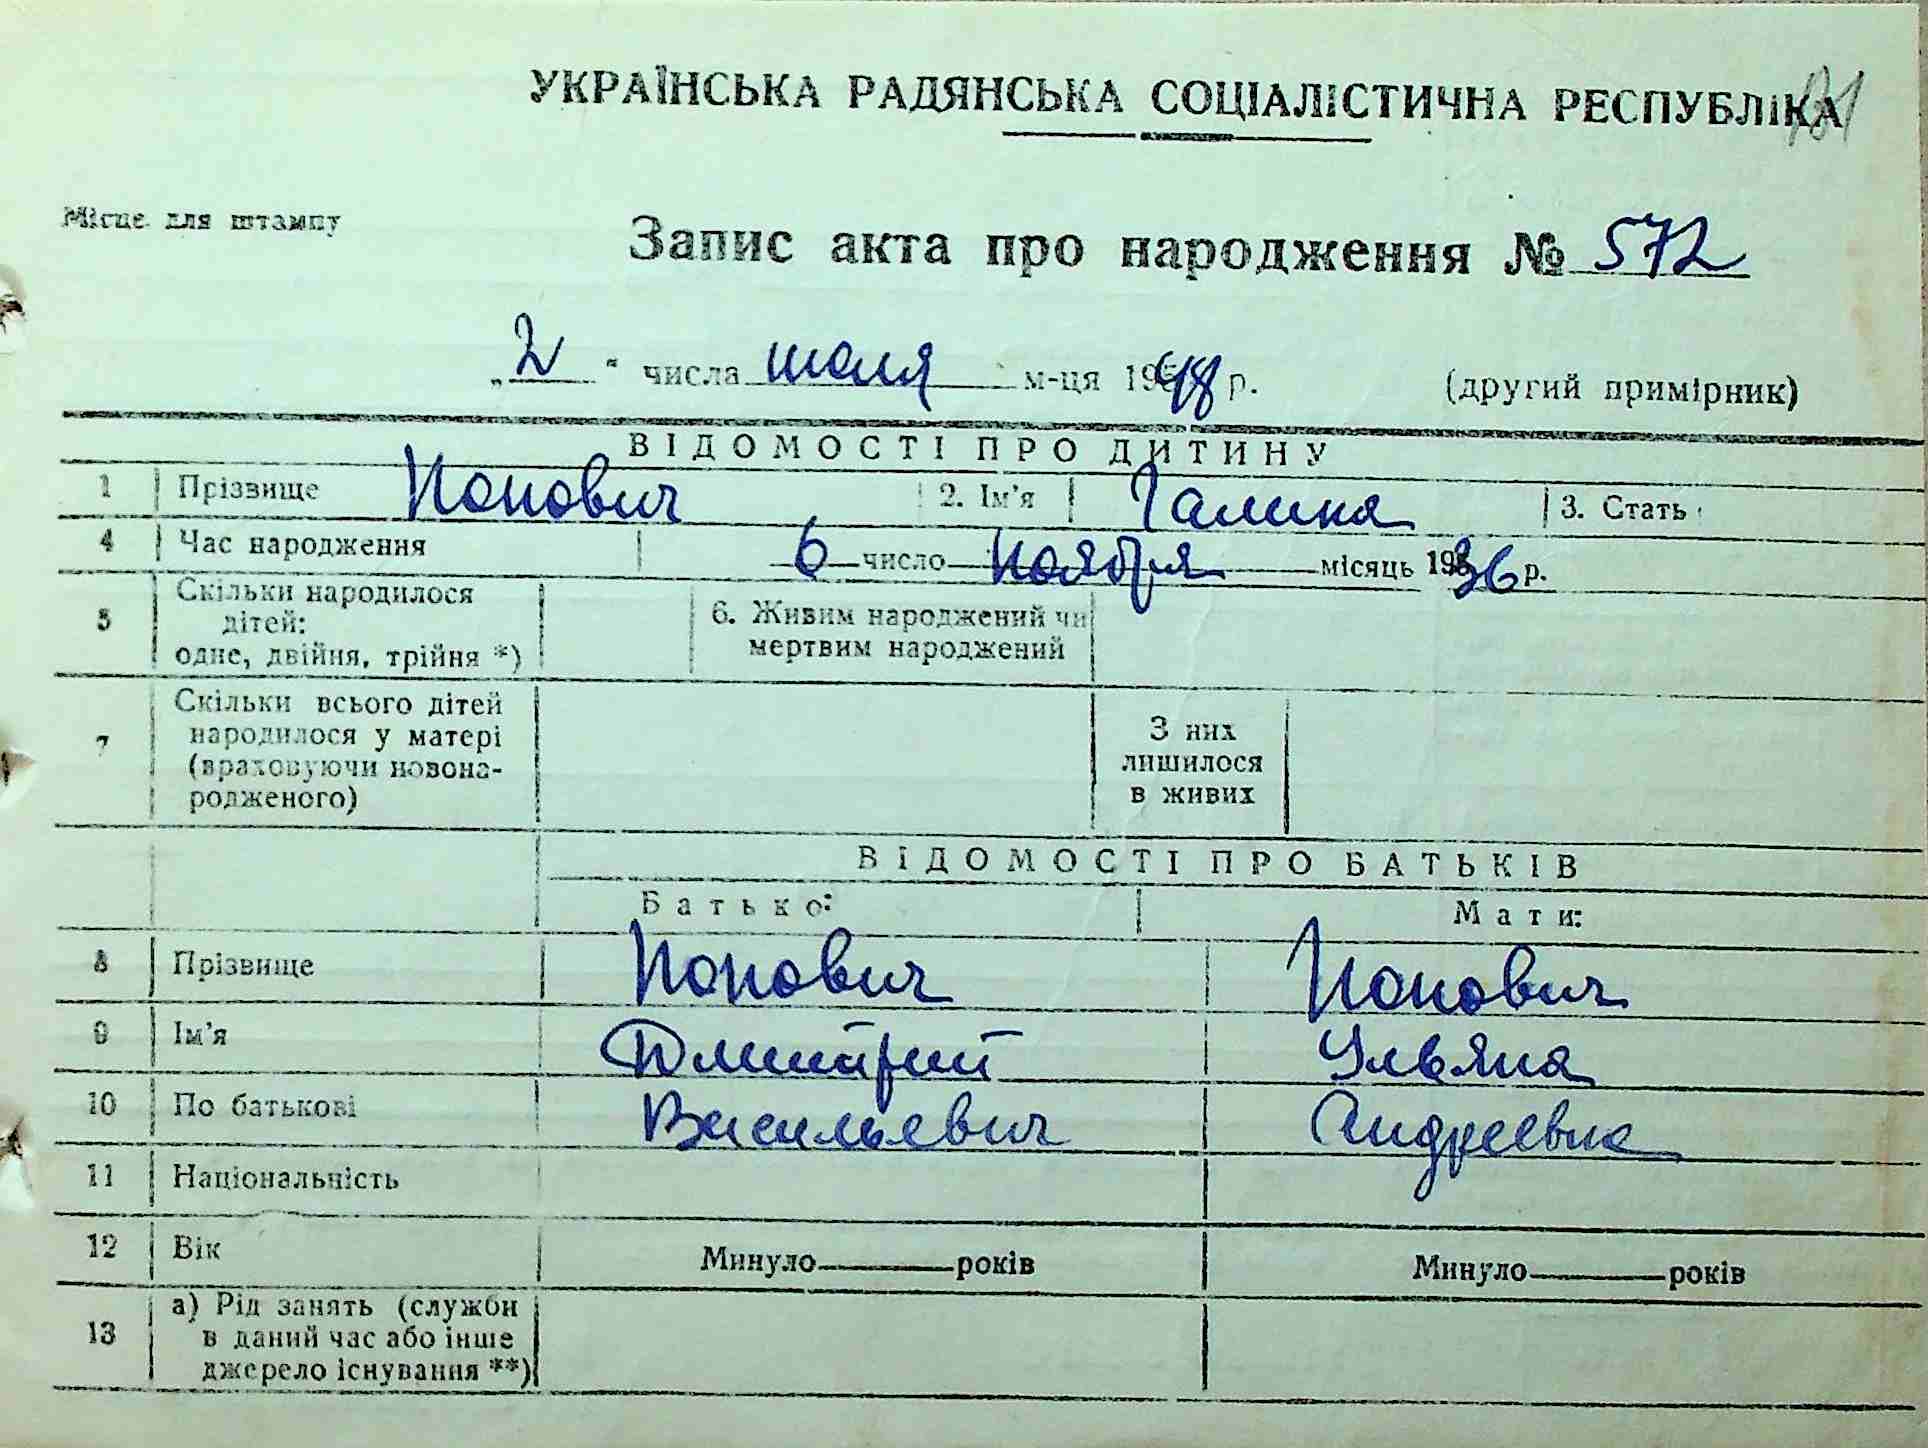 УКРАЇНСЬКА РАДЯНСЬКА СОЦІАЛІСТИЧНА РЕСПУБЛІКА
Місце для штампу
Запис акта про народження № 572
„2" числа июля м-ця 1948 р. (другий примірник)
ВІДОМОСТІ ПРО ДИТИНУ
1 Прізвище Попович 2. Ім'я Галина 3. Стать
4 Час народження 6 число ноября місяць 1936 р.
5 Скільки народилося дітей: одне, двійня, трійня *) 6. Живим народжений чи мертвим народжений
7 Скільки всього дітей народилося у матері (враховуючи новонародженого) З них лишилося в живих
ВІДОМОСТІ ПРО БАТЬКІВ
Батько: Мати:
8 Прізвище Попович Попович
9 Ім'я Дмитрий Ульяна
10 По батькові Васильевич Андреевна
11 Національність
12 Вік Минуло років Минуло років
13 а) Рід занять (служби в даний час або інше джерело існування **)